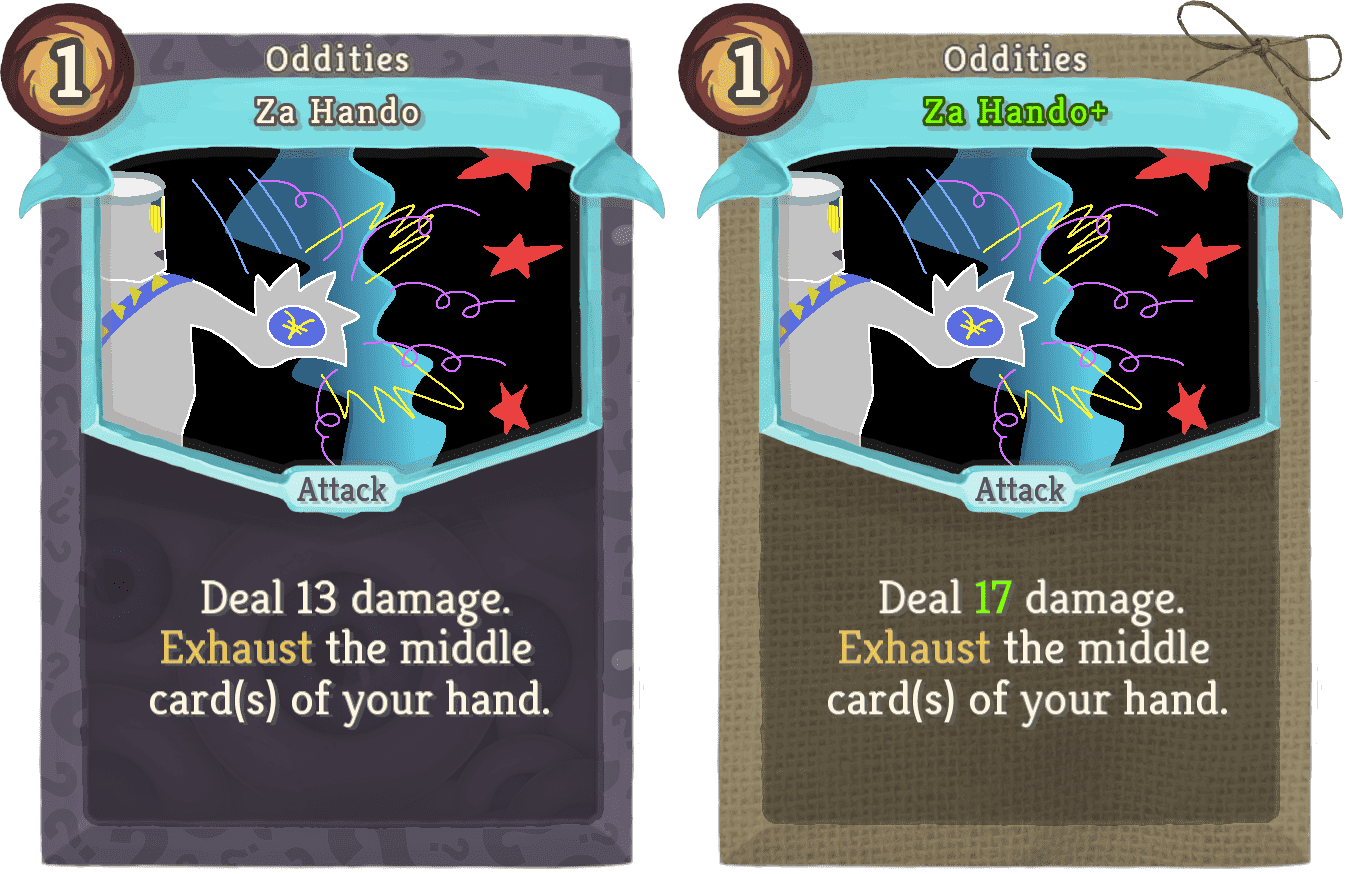 1
Oddities
Za Hando
Attack
Deal 13 damage.
Exhaust the middle
card(s) of your hand.
1
Oddities
Za Hando+
Attack
Deal 17 damage.
Exhaust the middle
card(s) of your hand.